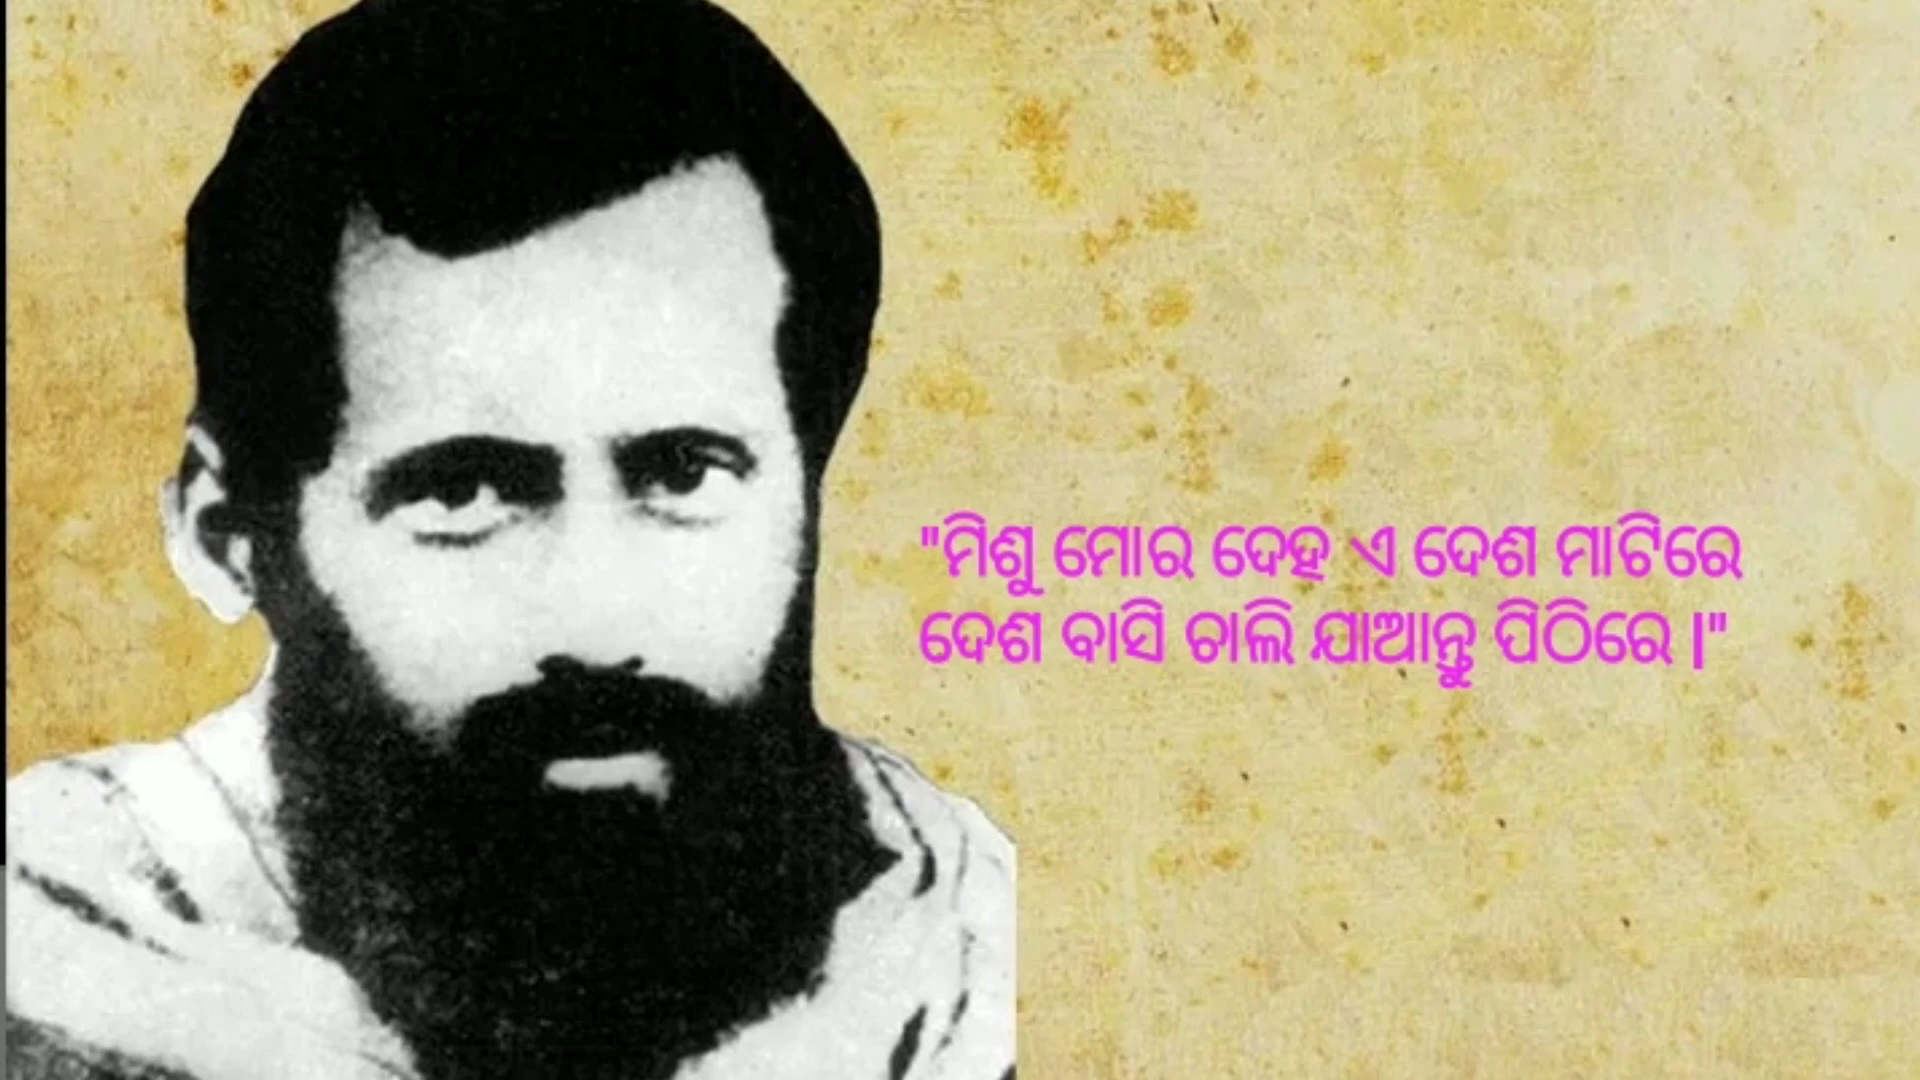 "ମିଶୁ ମୋର ଦେହ ଏ ଦେଶ ମାଟିରେ
ଦେଶ ବାସି ଚାଲି ଯାଆନ୍ତୁ ପିଠିରେ |"